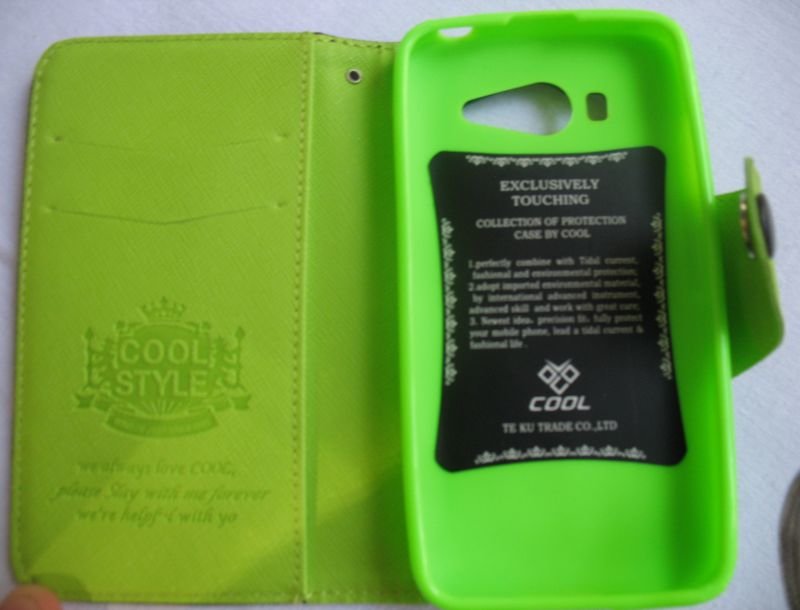 COOL
STYLE
we always love COOL,
please Stay with me forever
we're helpful with yo
EXCLUSIVELY
TOUCHING
COLLECTION OF PROTECTION
CASE BY COOL
1.perfectly combine with Tidal current,
fashional and environmental protection;
2.adopt imported environmental material,
by international advanced instrument,
advanced skill and work with great care;
3. Newest idea, precision fit, fully protect
your mobile phone, lead a tidal current &
fashional life .
COOL
TE KU TRADE CO.,LTD